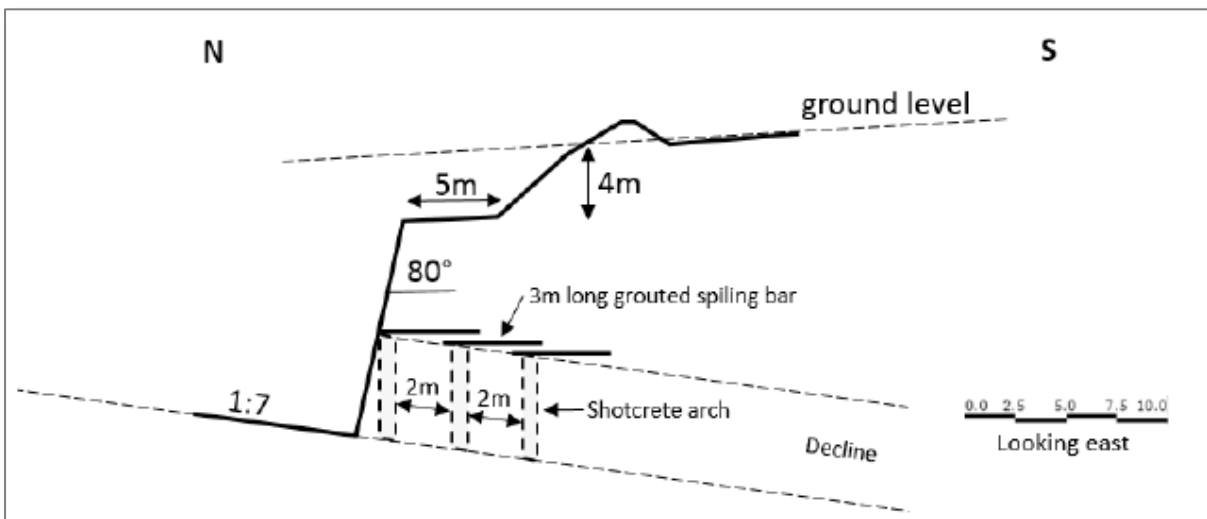 N
S
ground level
5m
4m
80°
3m long grouted spiling bar
1:7
2m
2m
Shotcrete arch
0.0 2.5 5.0 7.5 10.0
Looking east
Decline